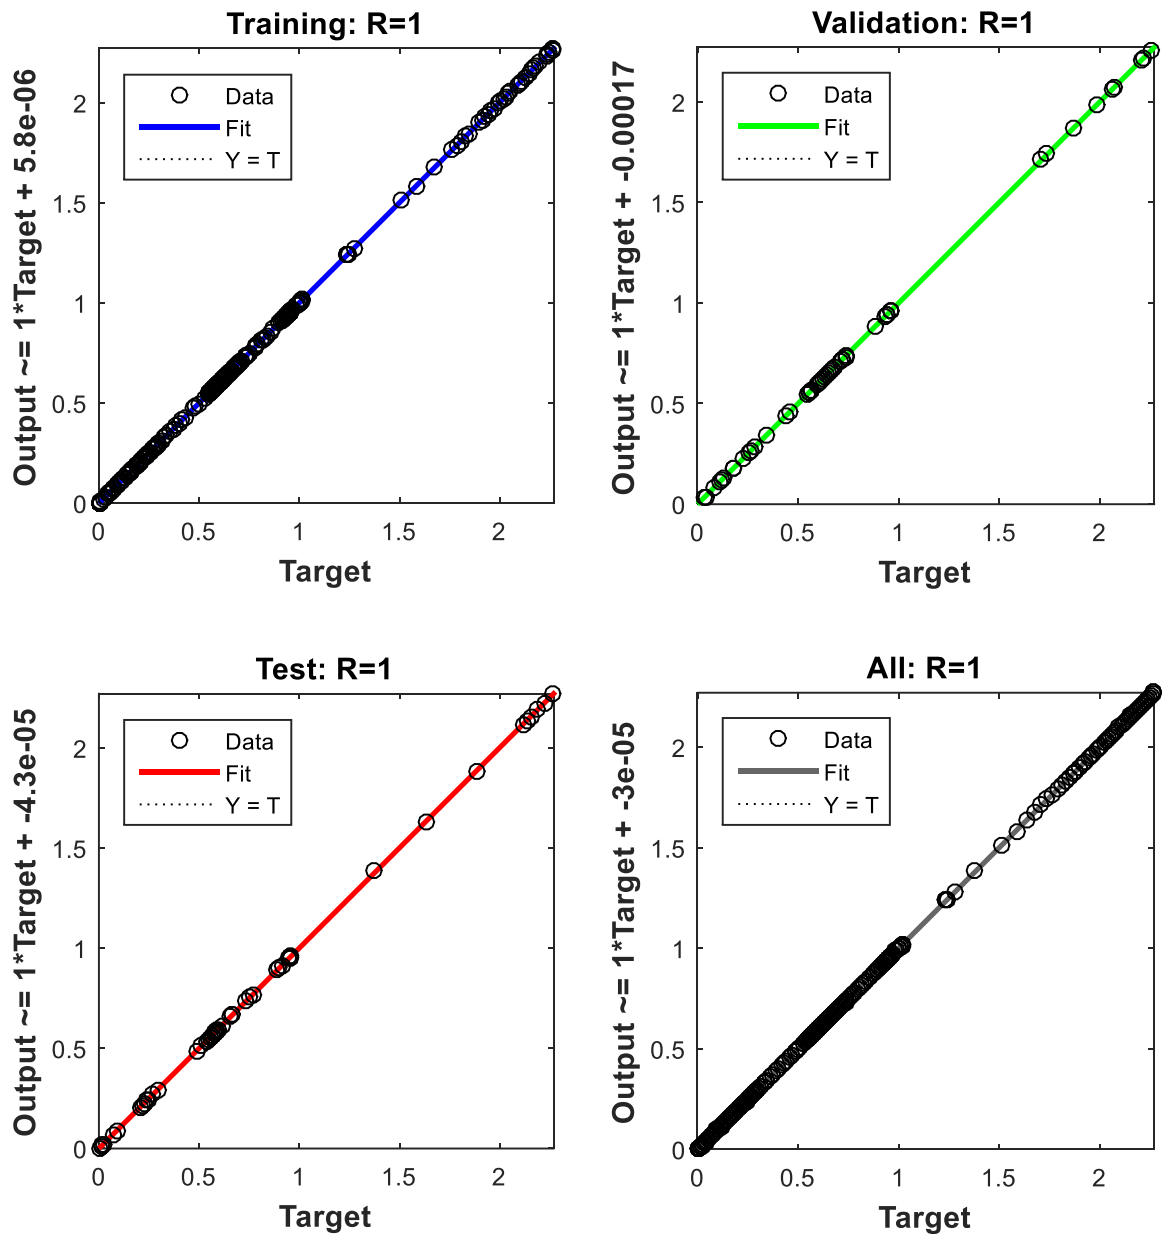 Training: R=1
Output ~= 1*Target + 5.8e-06
Data
Fit
Y = T
2
1.5
1
0.5
0
0 0.5 1 1.5 2
Target
Validation: R=1
Output ~= 1*Target + -0.00017
Data
Fit
Y = T
2
1.5
1
0.5
0
0 0.5 1 1.5 2
Target
Test: R=1
Output ~= 1*Target + -4.3e-05
Data
Fit
Y = T
2
1.5
1
0.5
0
0 0.5 1 1.5 2
Target
All: R=1
Output ~= 1*Target + -3e-05
Data
Fit
Y = T
2
1.5
1
0.5
0
0 0.5 1 1.5 2
Target